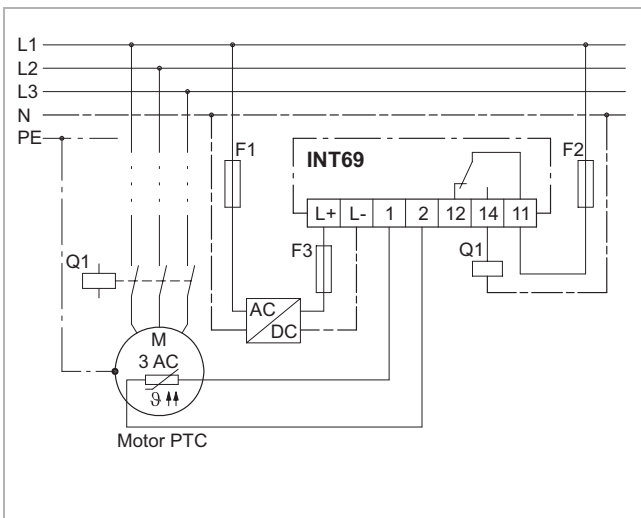 L1
L2
L3
N
PE
F1
INT69
F2
L+ L- 1 2 12 14 11
F3
Q1
Q1
AC
DC
M
3 AC
ϑ
Motor PTC